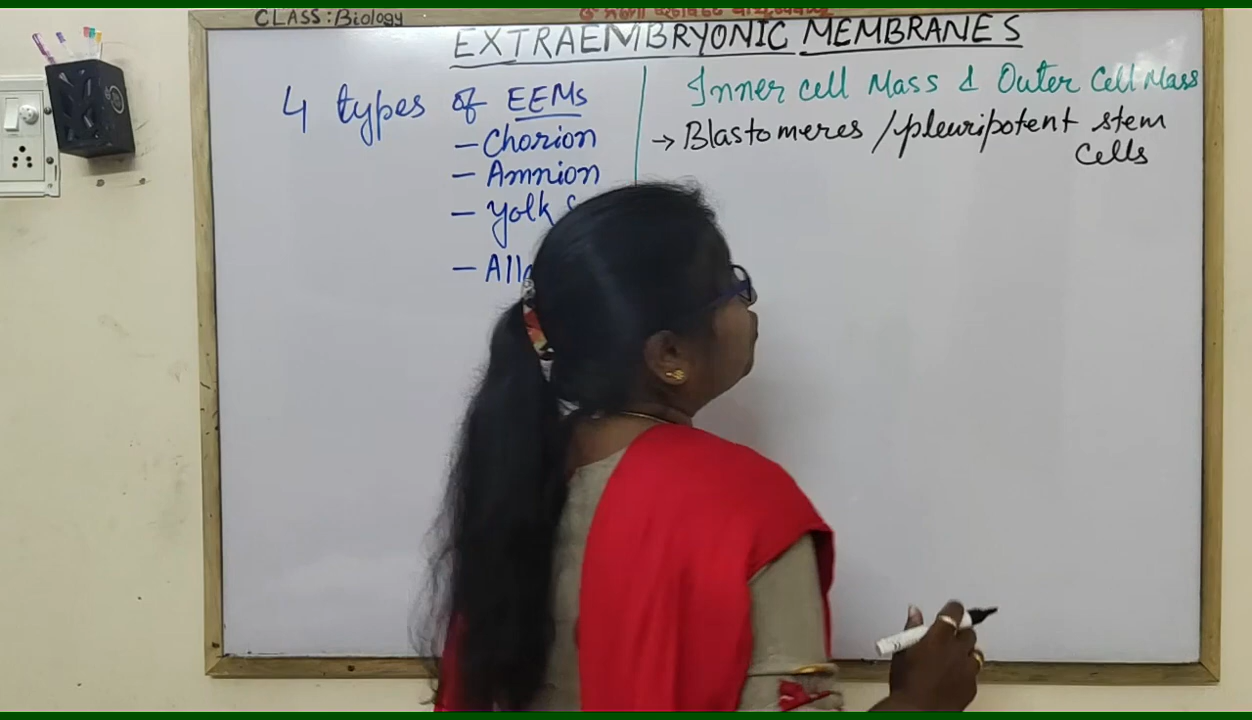 CLASS: Biology
EXTRAEMBRYONIC MEMBRANES
4 types of EEMs
- Chorion
- Amnion
- Yolk S
- All
Inner cell Mass & Outer Cell Mass
→ Blastomeres / pleuripotent stem
Cells